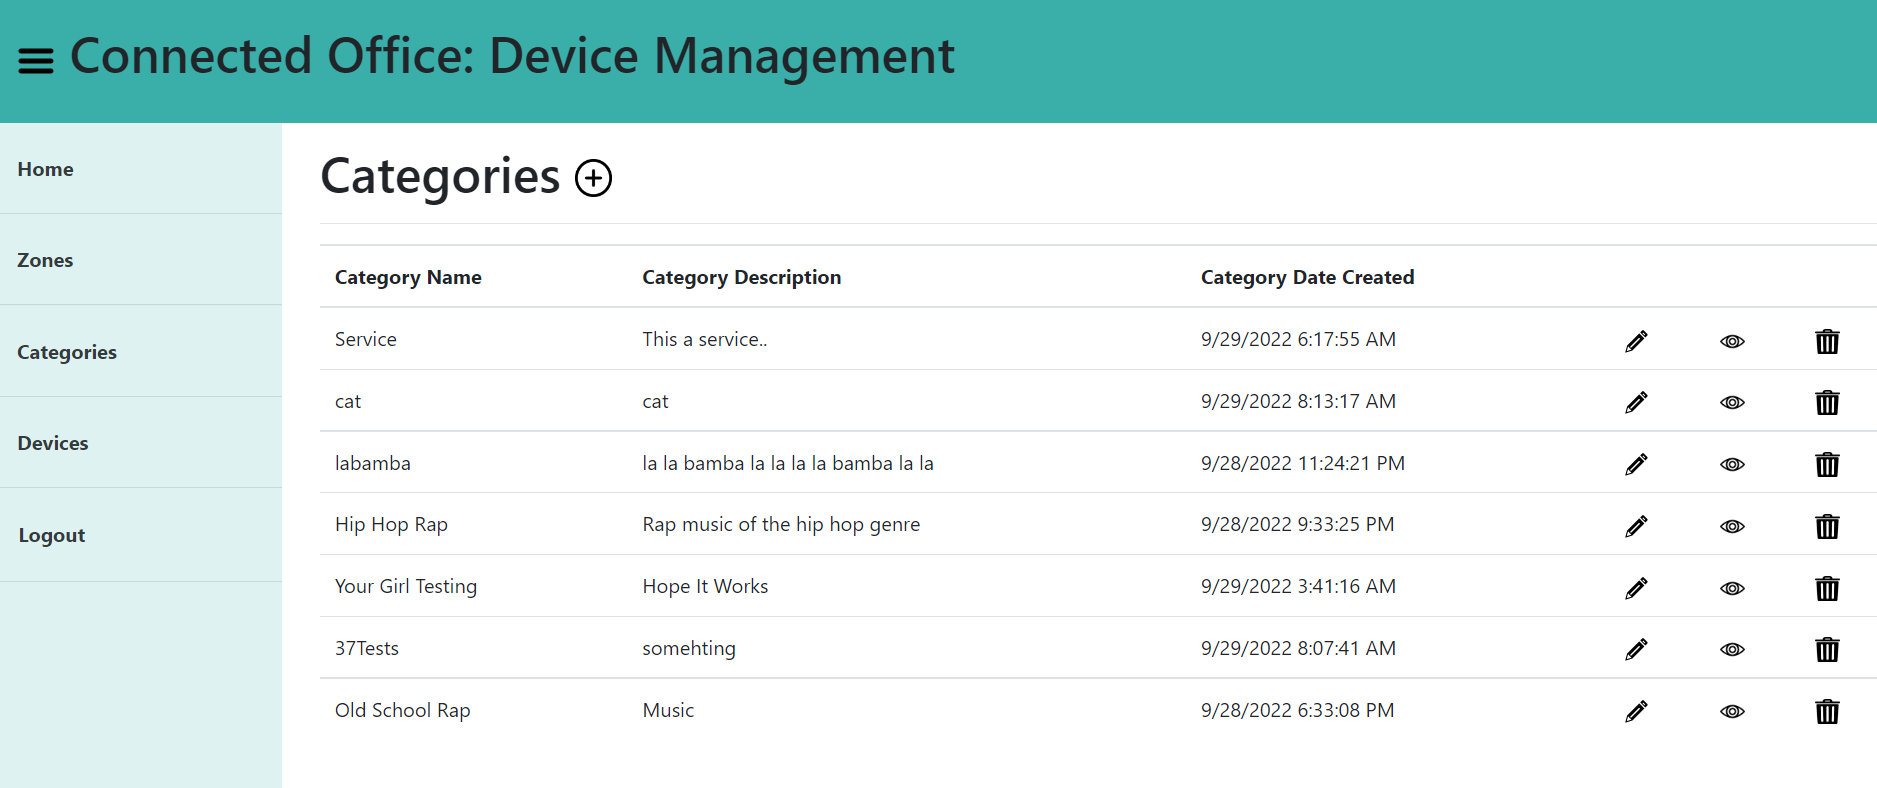 Connected Office: Device Management
Home
Zones
Categories
Devices
Logout
Categories
Category Name Category Description Category Date Created
Service This a service.. 9/29/2022 6:17:55 AM
cat cat 9/29/2022 8:13:17 AM
labamba la la bamba la la la la bamba la la 9/28/2022 11:24:21 PM
Hip Hop Rap Rap music of the hip hop genre 9/28/2022 9:33:25 PM
Your Girl Testing Hope It Works 9/29/2022 3:41:16 AM
37Tests somehting 9/29/2022 8:07:41 AM
Old School Rap Music 9/28/2022 6:33:08 PM